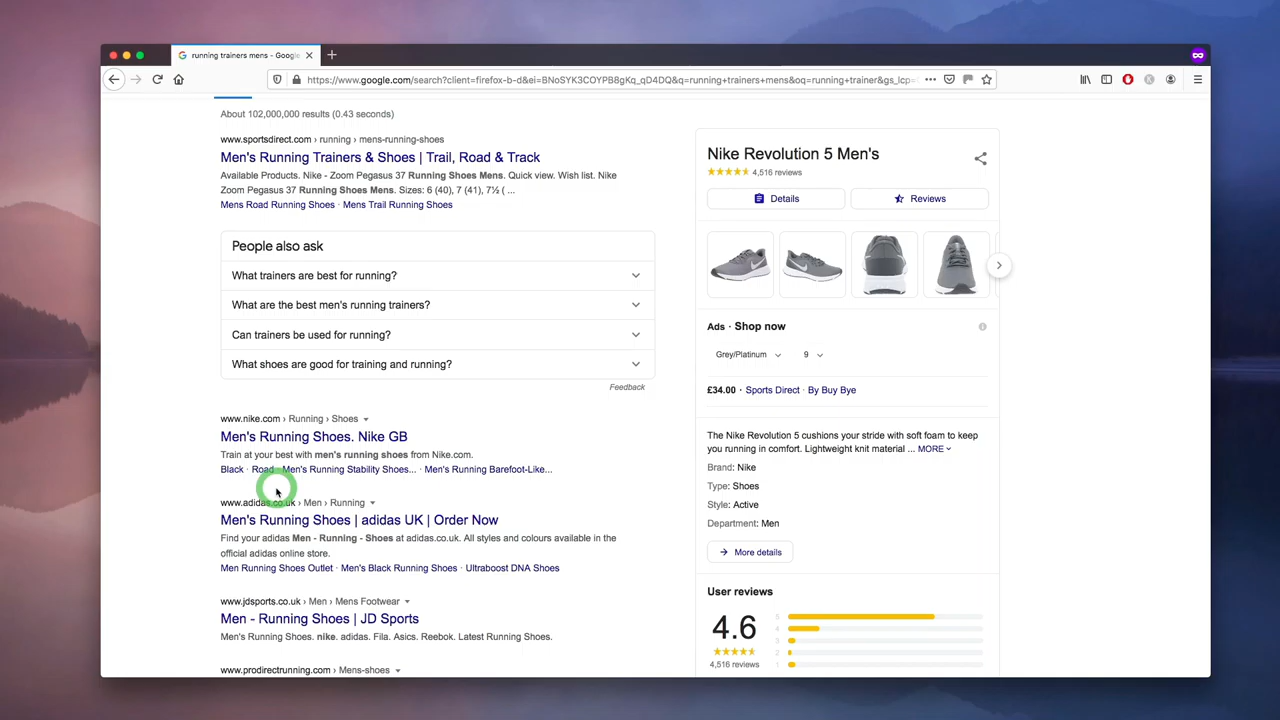 running trainers mens - Google
https://www.google.com/search?client=firefox-b-d&ei=BNoSYK3COYPB8gKq_qD4DQ&q=running+trainers+mens&oq=running+trainer&gs_lcp=
About 102,000,000 results (0.43 seconds)
www.sportsdirect.com › running › mens-running-shoes
Men's Running Trainers & Shoes | Trail, Road & Track
Available Products. Nike - Zoom Pegasus 37 Running Shoes Mens. Quick view. Wish list. Nike
Zoom Pegasus 37 Running Shoes Mens. Sizes: 6 (40), 7 (41), 7½ ( ...
Mens Road Running Shoes · Mens Trail Running Shoes
People also ask
What trainers are best for running?
What are the best men's running trainers?
Can trainers be used for running?
What shoes are good for training and running?
Feedback
www.nike.com › Running › Shoes
Men's Running Shoes. Nike GB
Train at your best with men's running shoes from Nike.com.
Black · Road · Men's Running Stability Shoes... · Men's Running Barefoot-Like...
www.adidas.co.uk › Men › Running
Men's Running Shoes | adidas UK | Order Now
Find your adidas Men - Running - Shoes at adidas.co.uk. All styles and colours available in the
official adidas online store.
Men Running Shoes Outlet · Men's Black Running Shoes · Ultraboost DNA Shoes
www.jdsports.co.uk › Men › Mens Footwear
Men - Running Shoes | JD Sports
Men's Running Shoes. nike. adidas. Fila. Asics. Reebok. Latest Running Shoes.
www.prodirectrunning.com › Mens-shoes
Nike Revolution 5 Men's
4,516 reviews
Details
Reviews
Ads · Shop now
Grey/Platinum
9
£34.00 · Sports Direct · By Buy Bye
The Nike Revolution 5 cushions your stride with soft foam to keep
you running in comfort. Lightweight knit material ... MORE
Brand: Nike
Type: Shoes
Style: Active
Department: Men
More details
User reviews
4.6
4,516 reviews
5
4
3
2
1